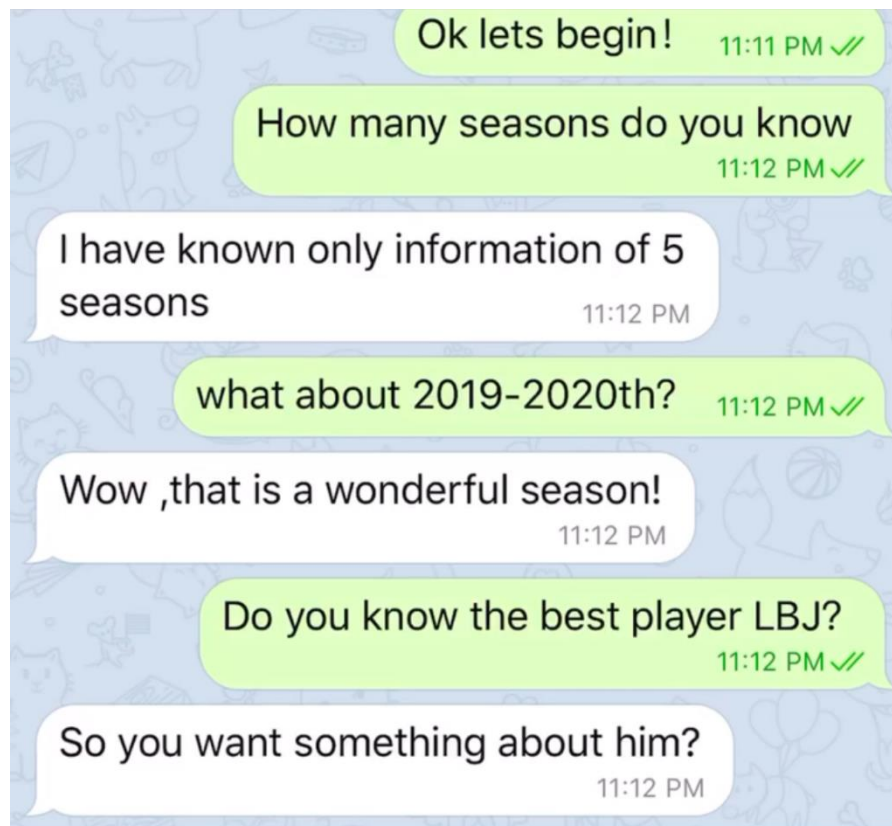 Ok lets begin! 11:11 PM
How many seasons do you know
11:12 PM
I have known only information of 5
seasons 11:12 PM
what about 2019-2020th? 11:12 PM
Wow ,that is a wonderful season!
11:12 PM
Do you know the best player LBJ?
11:12 PM
So you want something about him?
11:12 PM